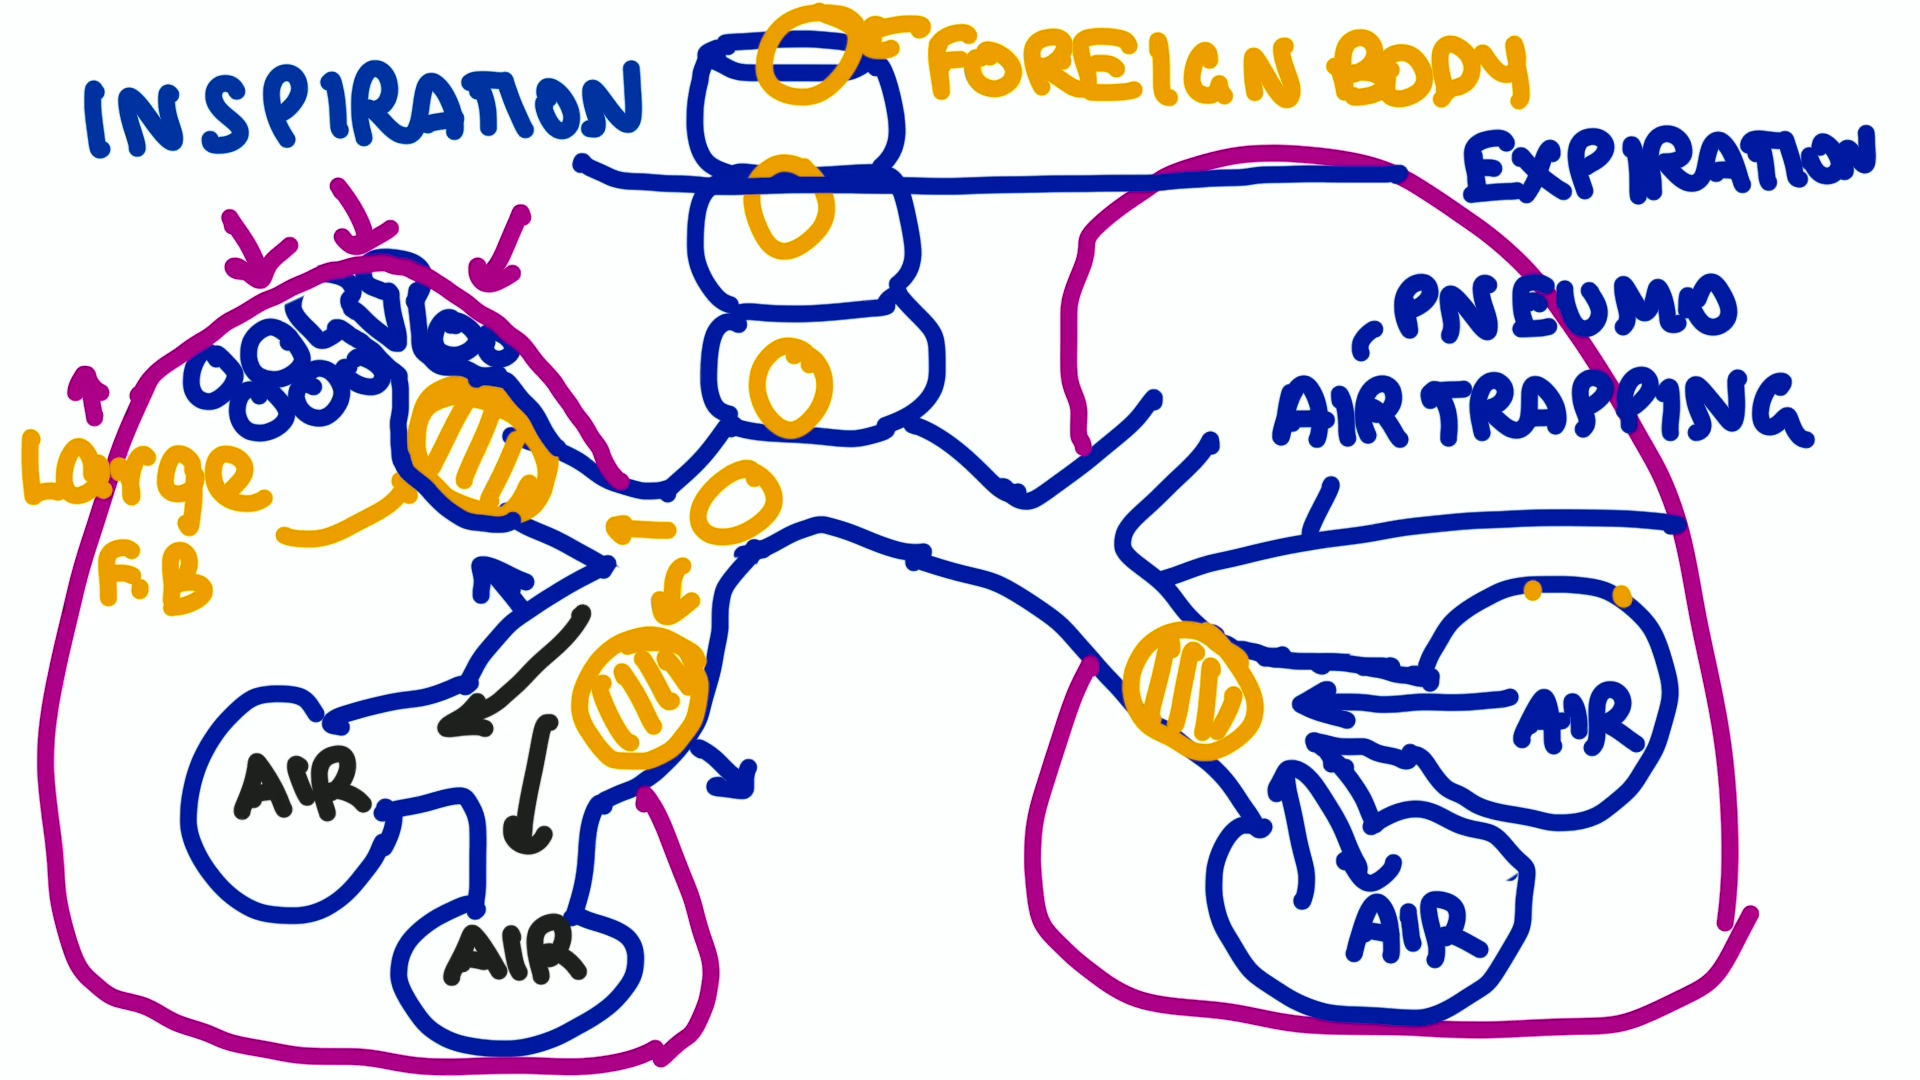 FOREIGN BODY
INSPIRATION
EXPIRATION
PNEUMO
AIR TRAPPING
Large
F.B
AIR
AIR
AIR
AIR